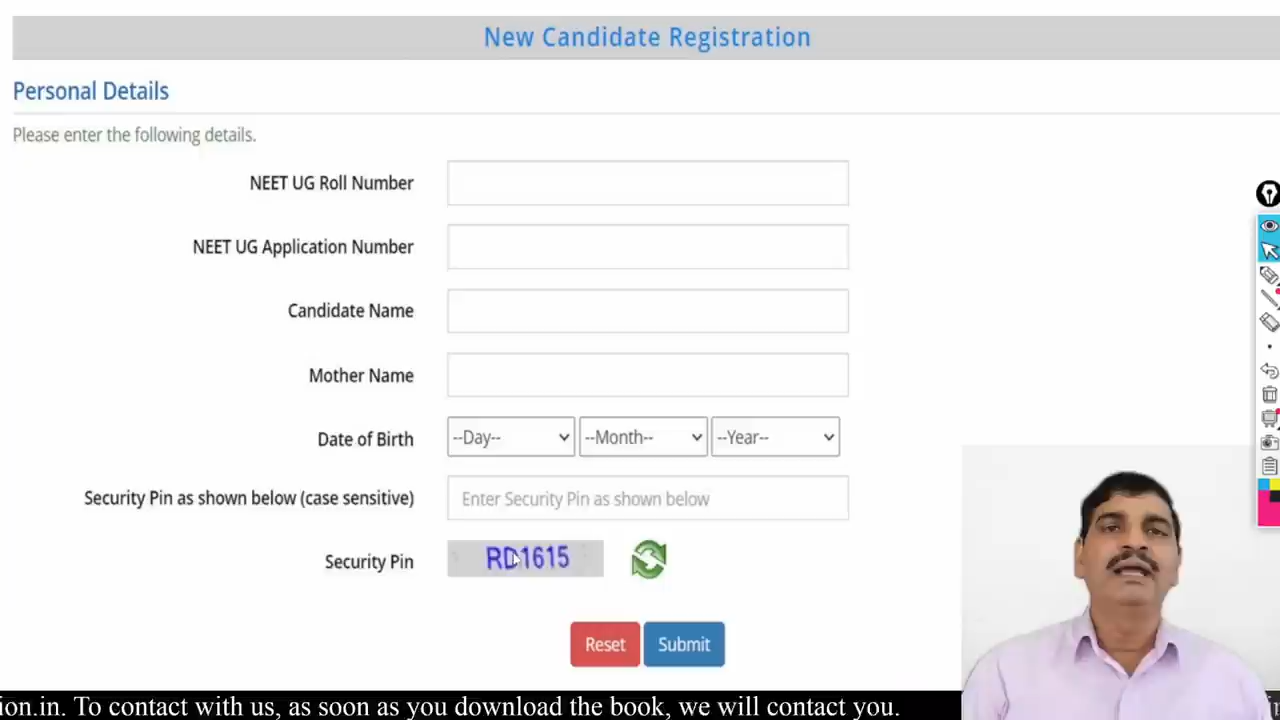 New Candidate Registration
Personal Details
Please enter the following details.
NEET UG Roll Number
NEET UG Application Number
Candidate Name
Mother Name
Date of Birth --Day-- --Month-- --Year--
Security Pin as shown below (case sensitive) Enter Security Pin as shown below
Security Pin RD1615
Reset Submit
ion.in. To contact with us, as soon as you download the book, we will contact you.